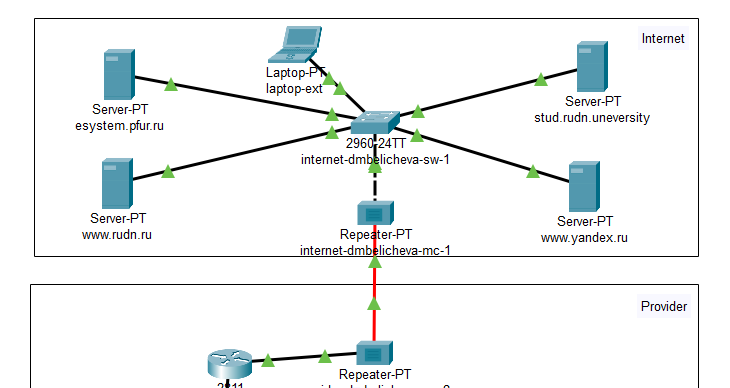 Internet
Laptop-PT
laptop-ext
Server-PT
esystem.pfur.ru
Server-PT
stud.rudn.uneversity
2960-24TT
internet-dmbelicheva-sw-1
Server-PT
www.rudn.ru
Server-PT
www.yandex.ru
Repeater-PT
internet-dmbelicheva-mc-1
Provider
Repeater-PT
2811